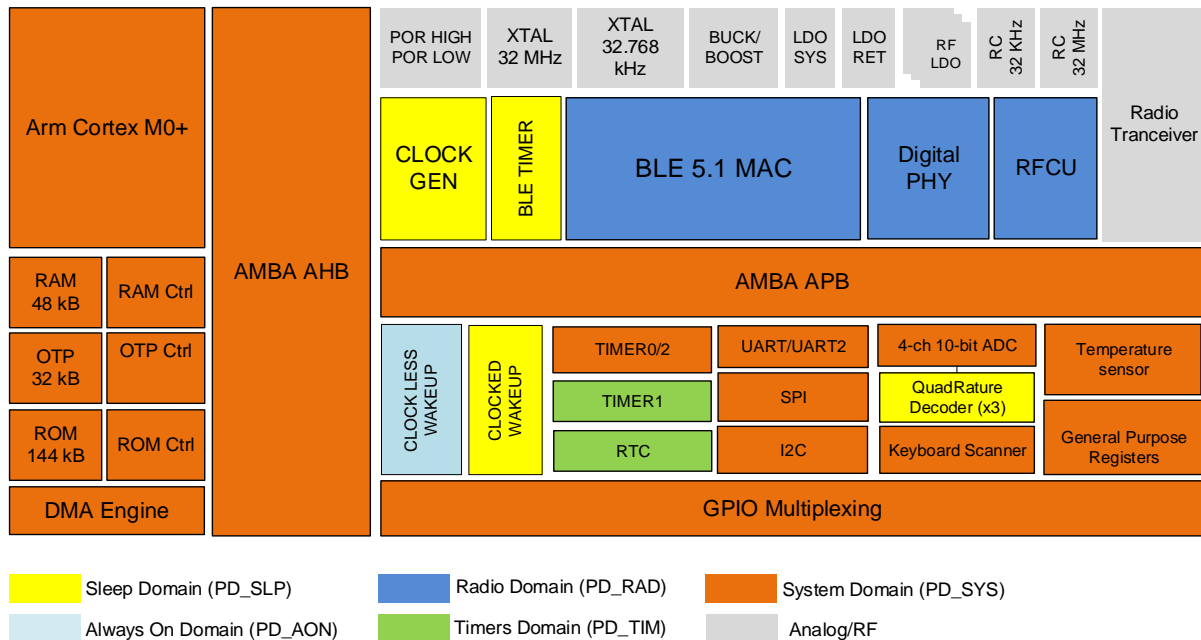 POR HIGH
POR LOW
XTAL
32 MHz
XTAL
32.768
kHz
BUCK/
BOOST
LDO
SYS
LDO
RET
RF
LDO
RC
32 KHz
RC
32 MHz
Arm Cortex M0+
AMBA AHB
CLOCK
GEN
BLE TIMER
BLE 5.1 MAC
Digital
PHY
RFCU
Radio
Tranceiver
RAM
48 kB
RAM Ctrl
OTP
32 kB
OTP Ctrl
ROM
144 kB
ROM Ctrl
DMA Engine
AMBA APB
CLOCK LESS
WAKEUP
CLOCKED
WAKEUP
TIMER0/2
TIMER1
RTC
UART/UART2
SPI
I2C
4-ch 10-bit ADC
QuadRature
Decoder (x3)
Keyboard Scanner
Temperature
sensor
General Purpose
Registers
GPIO Multiplexing
Sleep Domain (PD_SLP)
Radio Domain (PD_RAD)
System Domain (PD_SYS)
Always On Domain (PD_AON)
Timers Domain (PD_TIM)
Analog/RF